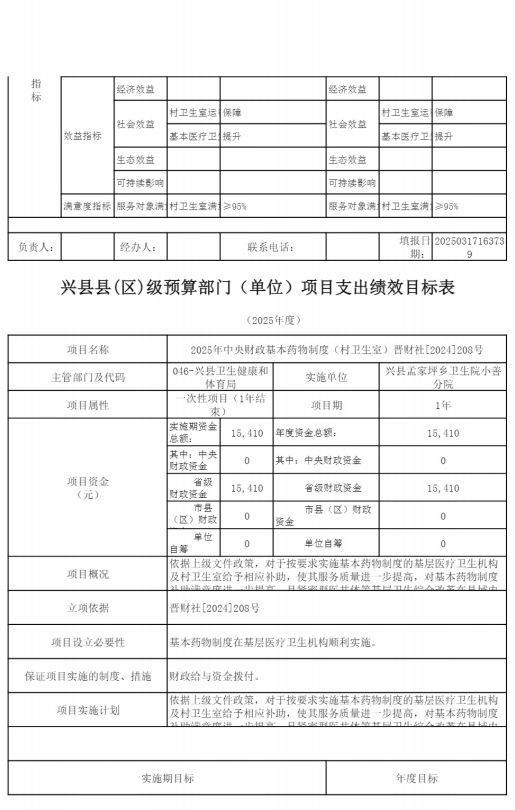 指
标
经济效益 经济效益
效益指标 社会效益 村卫生室运 保障 社会效益 村卫生室运 保障
基本医疗卫 提升 基本医疗卫 提升
生态效益 生态效益
可持续影响 可持续影响
满意度指标 服务对象满 村卫生室满 ≥95% 服务对象满 村卫生室满 ≥95%
负责人: 经办人: 联系电话: 填报日期: 20250317163739
兴县县(区)级预算部门（单位）项目支出绩效目标表
（2025年度）
项目名称 2025年中央财政基本药物制度（村卫生室）晋财社[2024]208号
主管部门及代码 046-兴县卫生健康和体育局 实施单位 兴县孟家坪乡卫生院小善分院
项目属性 一次性项目（1年结束） 项目期 1年
项目资金
（元）
实施期资金总额: 15,410 年度资金总额: 15,410
其中: 中央财政资金 0 其中: 中央财政资金 0
省级财政资金 15,410 省级财政资金 15,410
市县（区）财政 0 市县（区）财政资金 0
单位自筹 0 单位自筹 0
项目概况 依据上级文件政策，对于按要求实施基本药物制度的基层医疗卫生机构
及村卫生室给予相应补助，使其服务质量进一步提高，对基本药物制度
立项依据 晋财社[2024]208号
项目设立必要性 基本药物制度在基层医疗卫生机构顺利实施。
保证项目实施的制度、措施 财政给与资金拨付。
项目实施计划 依据上级文件政策，对于按要求实施基本药物制度的基层医疗卫生机构
及村卫生室给予相应补助，使其服务质量进一步提高，对基本药物制度
实施期目标 年度目标